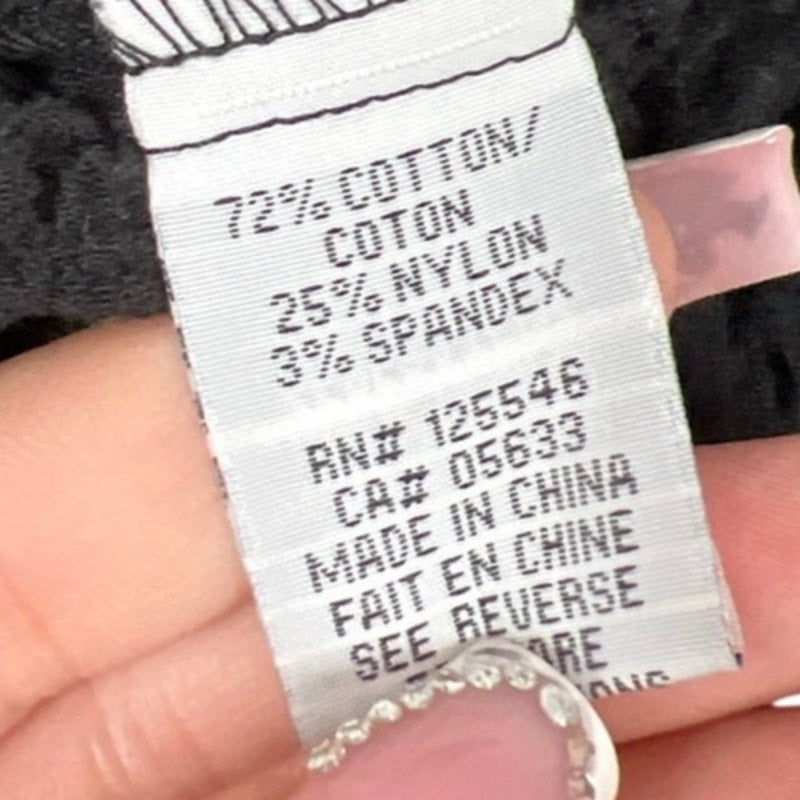 72% COTTON/
COTON
25% NYLON
3% SPANDEX
RN# 125546
CA# 05633
MADE IN CHINA
FAIT EN CHINE
SEE REVERSE